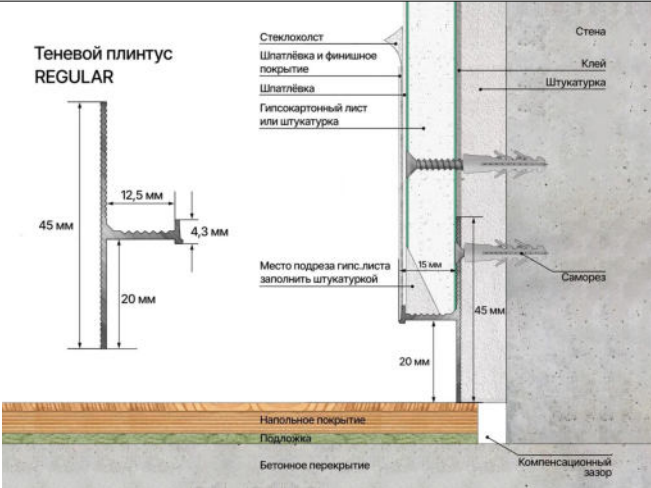 Теневой плинтус
REGULAR
12,5 мм
45 мм
4,3 мм
20 мм
Стеклохолст
Шпатлёвка и финишное
покрытие
Шпатлёвка
Гипсокартонный лист
или штукатурка
Место подреза гипс.листа
заполнить штукатуркой
Стена
Клей
Штукатурка
15 мм
Саморез
45 мм
20 мм
Напольное покрытие
Подложка
Бетонное перекрытие
Компенсационный
зазор